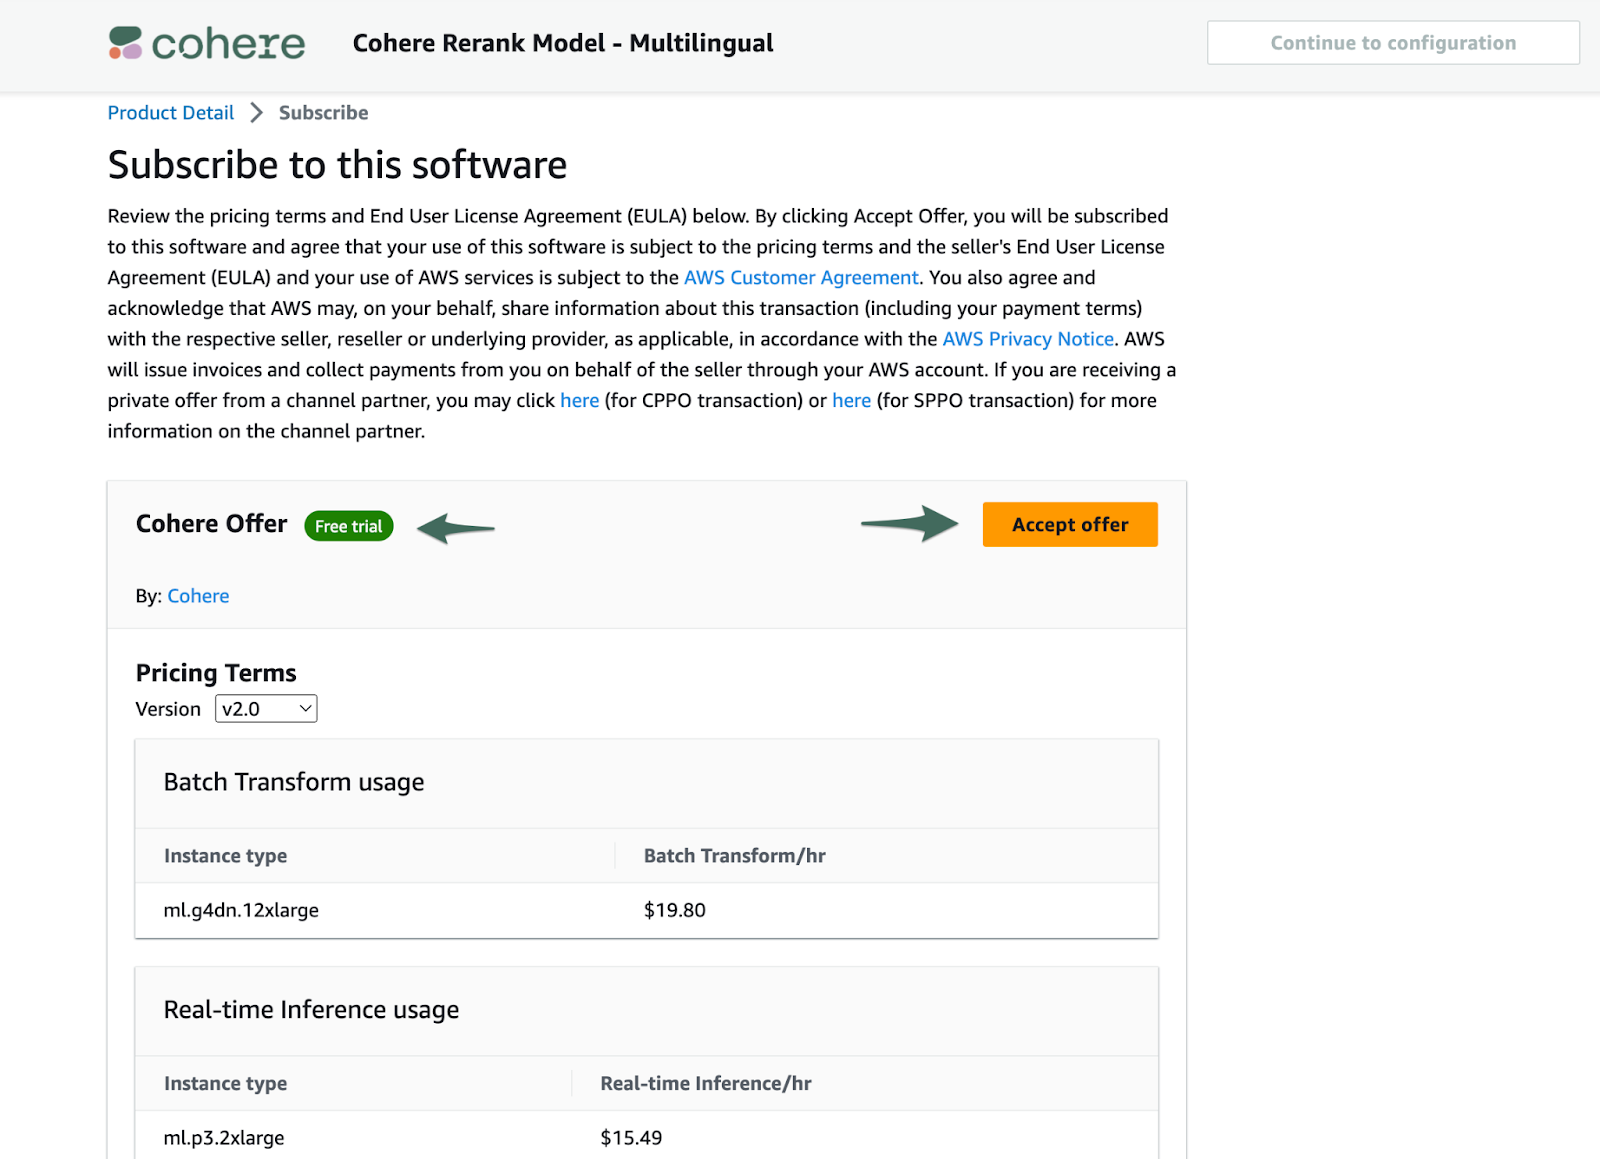 cohere Cohere Rerank Model - Multilingual Continue to configuration
Product Detail Subscribe
Subscribe to this software
Review the pricing terms and End User License Agreement (EULA) below. By clicking Accept Offer, you will be subscribed
to this software and agree that your use of this software is subject to the pricing terms and the seller's End User License
Agreement (EULA) and your use of AWS services is subject to the AWS Customer Agreement. You also agree and
acknowledge that AWS may, on your behalf, share information about this transaction (including your payment terms)
with the respective seller, reseller or underlying provider, as applicable, in accordance with the AWS Privacy Notice. AWS
will issue invoices and collect payments from you on behalf of the seller through your AWS account. If you are receiving a
private offer from a channel partner, you may click here (for CPPO transaction) or here (for SPPO transaction) for more
information on the channel partner.
Cohere Offer Free trial Accept offer
By: Cohere
Pricing Terms
Version v2.0
Batch Transform usage
Instance type Batch Transform/hr
ml.g4dn.12xlarge $19.80
Real-time Inference usage
Instance type Real-time Inference/hr
ml.p3.2xlarge $15.49